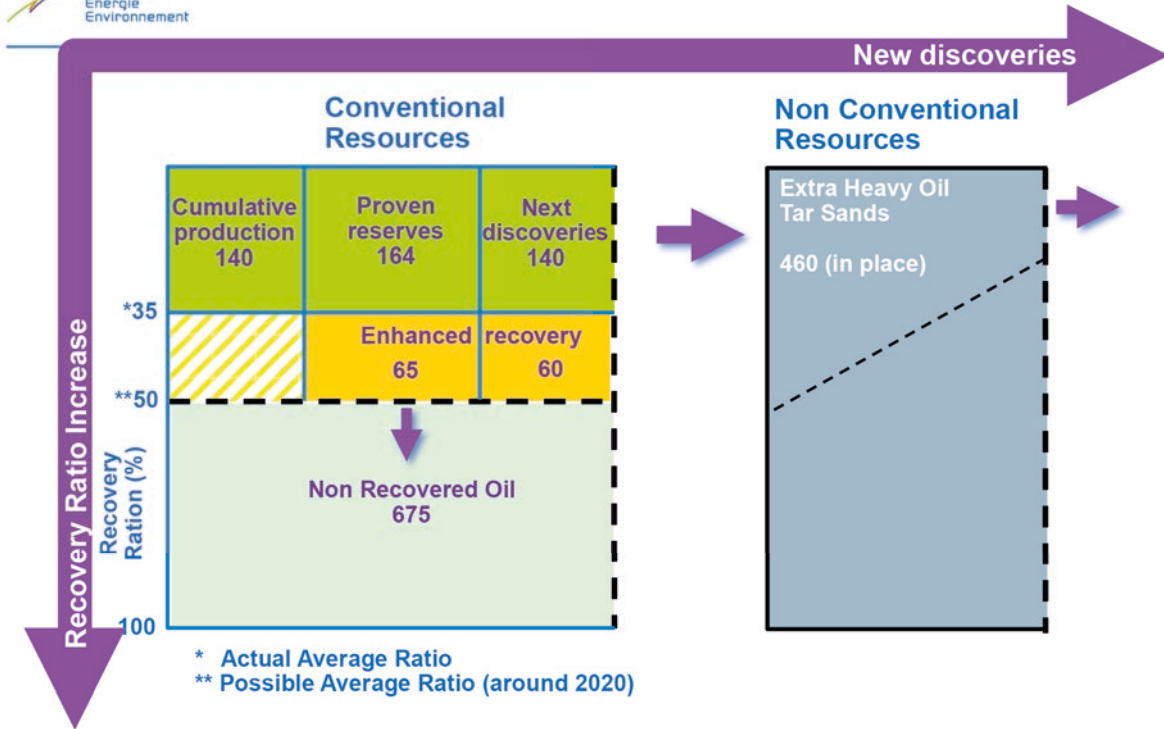 Energie
Environnement
New discoveries
Conventional
Resources
Non Conventional
Resources
Cumulative
production
140
Proven
reserves
164
Next
discoveries
140
Extra Heavy Oil
Tar Sands
460 (in place)
*35
Enhanced recovery
65
60
**50
Non Recovered Oil
675
Recovery Ratio Increase
Recovery
Ration (%)
100
* Actual Average Ratio
** Possible Average Ratio (around 2020)